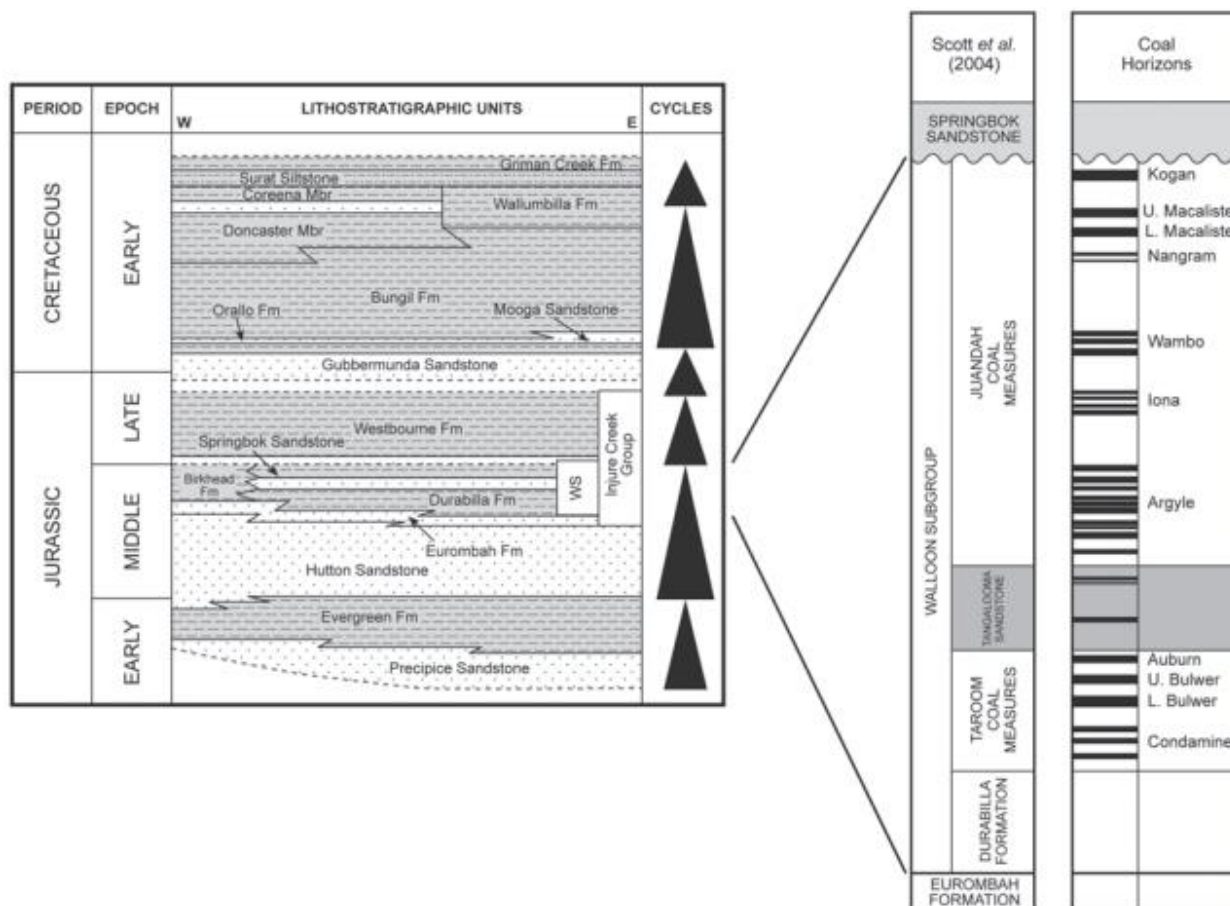 PERIOD
EPOCH
LITHOSTRATIGRAPHIC UNITS
W
E
CYCLES
CRETACEOUS
EARLY
Griman Creek Fm
Surat Siltstone
Coreena Mbr
Wallumbilla Fm
Doncaster Mbr
Bungil Fm
Orallo Fm
Mooga Sandstone
Gubbermunda Sandstone
JURASSIC
LATE
MIDDLE
EARLY
Westbourne Fm
Springbok Sandstone
Birkhead
Fm
WS
Injure Creek
Group
Durabilla Fm
Eurombah Fm
Hutton Sandstone
Evergreen Fm
Precipice Sandstone
Scott et al.
(2004)
SPRINGBOK
SANDSTONE
WALLOON SUBGROUP
JUANDAH
COAL
MEASURES
TANGALOOMA
SANDSTONE
TAROOM
COAL
MEASURES
DURABILLA
FORMATION
EUROMBAH
FORMATION
Coal
Horizons
Kogan
U. Macaliste
L. Macaliste
Nangram
Wambo
Iona
Argyle
Auburn
U. Bulwer
L. Bulwer
Condamine